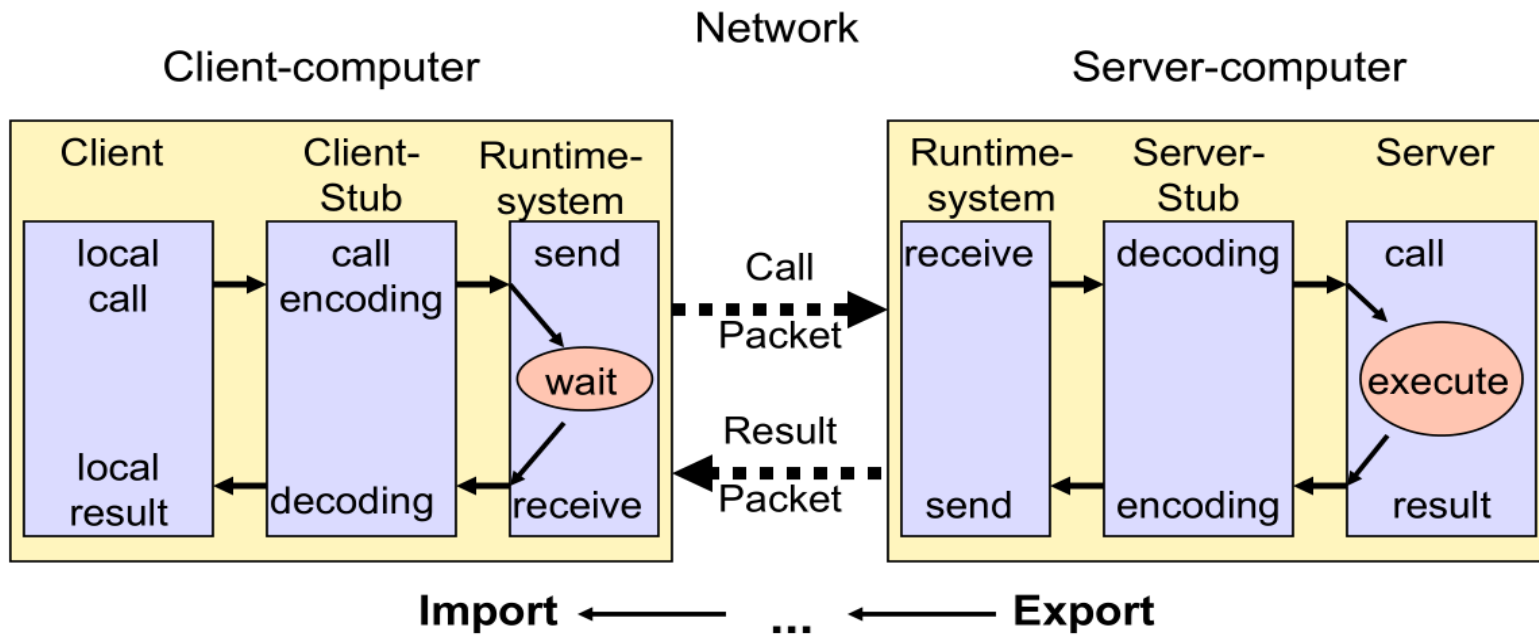 Network
Client-computer
Server-computer
Client
Client-
Stub
Runtime-
system
local
call
call
encoding
send
wait
local
result
decoding
receive
Call
Packet
Result
Packet
Runtime-
system
Server-
Stub
Server
receive
decoding
call
execute
send
encoding
result
Import
...
Export